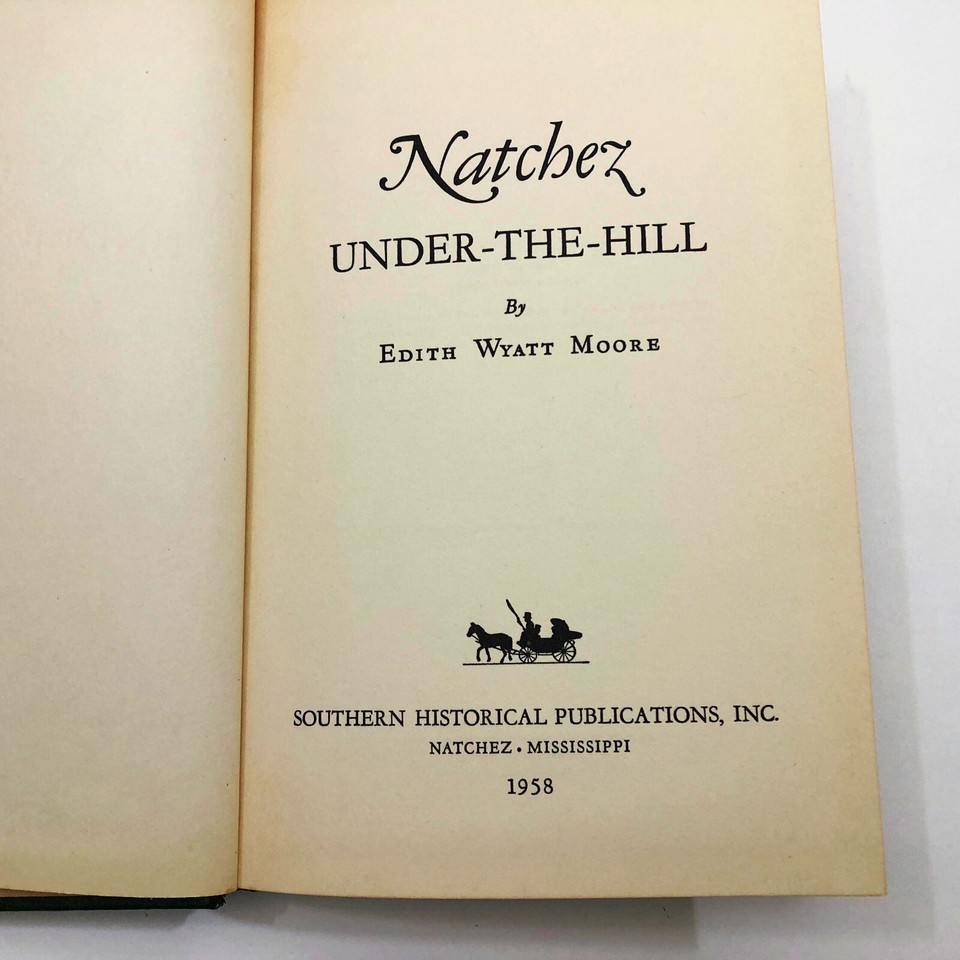 Natchez
UNDER-THE-HILL
By
EDITH WYATT MOORE
SOUTHERN HISTORICAL PUBLICATIONS, INC.
NATCHEZ • MISSISSIPPI
1958